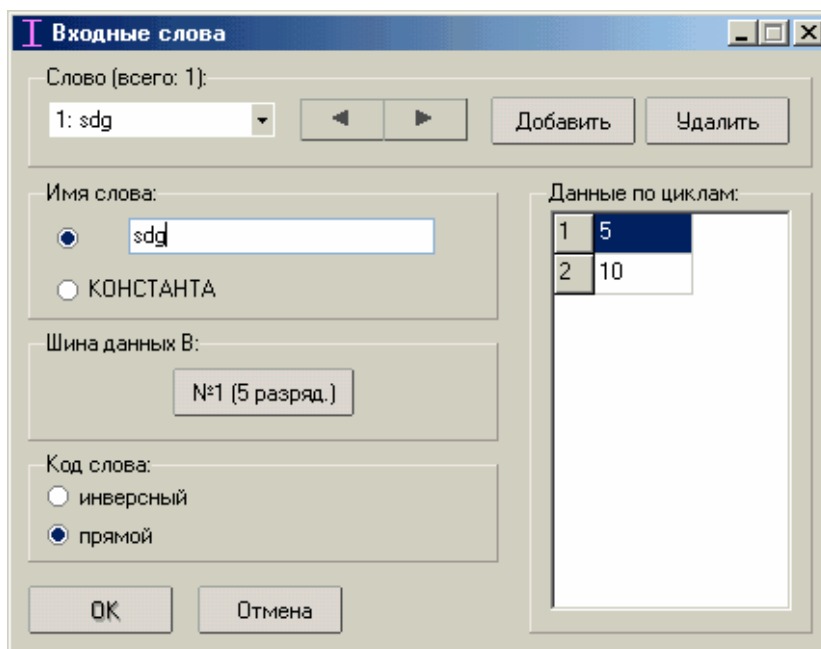 Входные слова
Слово (всего: 1):
1: sdg
Добавить
Удалить
Имя слова:
sdg
КОНСТАНТА
Шина данных В:
№1 (5 разряд.)
Код слова:
инверсный
прямой
Данные по циклам:
1 5
2 10
OK
Отмена